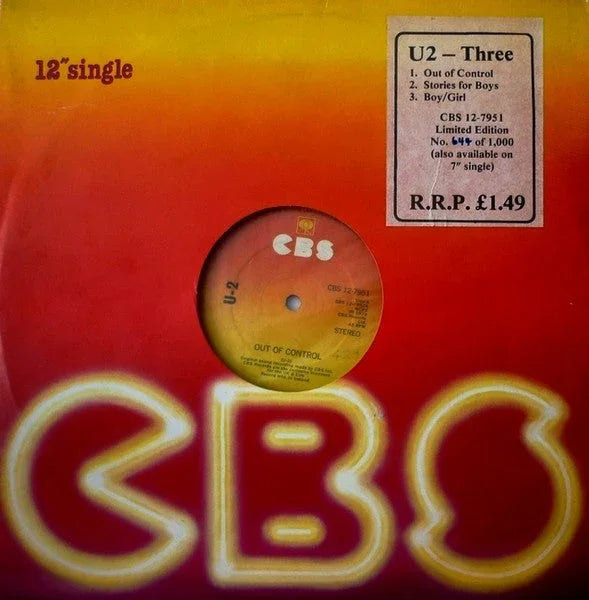 12" single
U2 – Three
1. Out of Control
2. Stories for Boys
3. Boy/Girl
CBS 12-7951
Limited Edition
No. 644 of 1,000
(also available on
7" single)
R.R.P. £1.49
CBS
U-2
CBS 12-7951
STEREO
OUT OF CONTROL
CBS